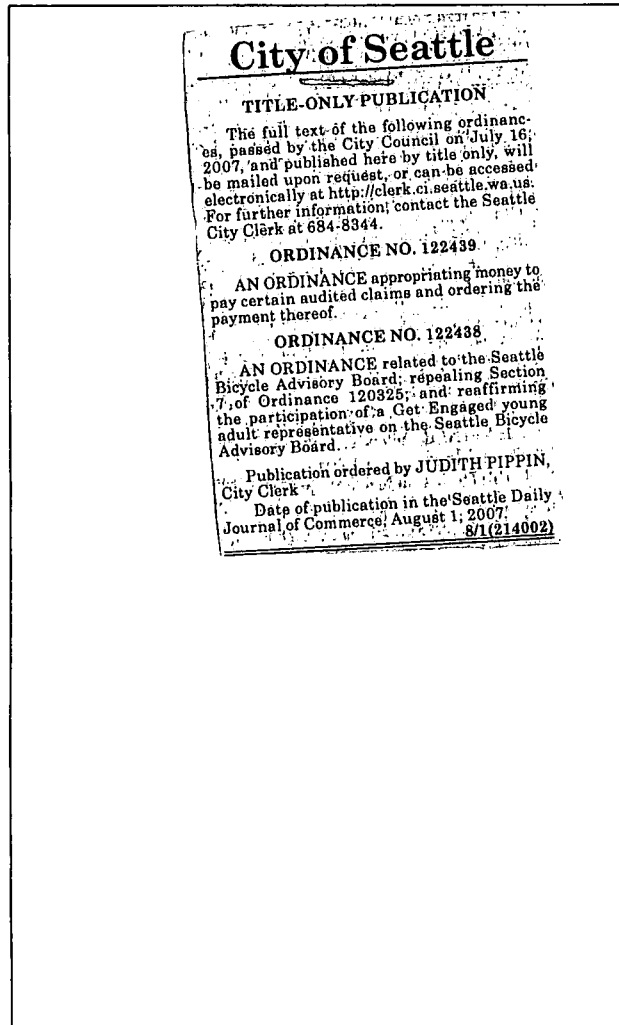 City of Seattle
TITLE-ONLY PUBLICATION
The full text of the following ordinanc-
es, passed by the City Council on July 16,
2007, and published here by title only, will
be mailed upon request, or can be accessed
electronically at http://clerk.ci.seattle.wa.us.
For further information, contact the Seattle
City Clerk at 684-8344.
ORDINANCE NO. 122439
AN ORDINANCE appropriating money to
pay certain audited claims and ordering the
payment thereof.
ORDINANCE NO. 122438
AN ORDINANCE related to the Seattle
Bicycle Advisory Board; repealing Section
7 of Ordinance 120325; and reaffirming
the participation of a Get Engaged young
adult representative on the Seattle Bicycle
Advisory Board.
Publication ordered by JUDITH PIPPIN,
City Clerk
Date of publication in the Seattle Daily
Journal of Commerce, August 1, 2007.
8/1(214002)